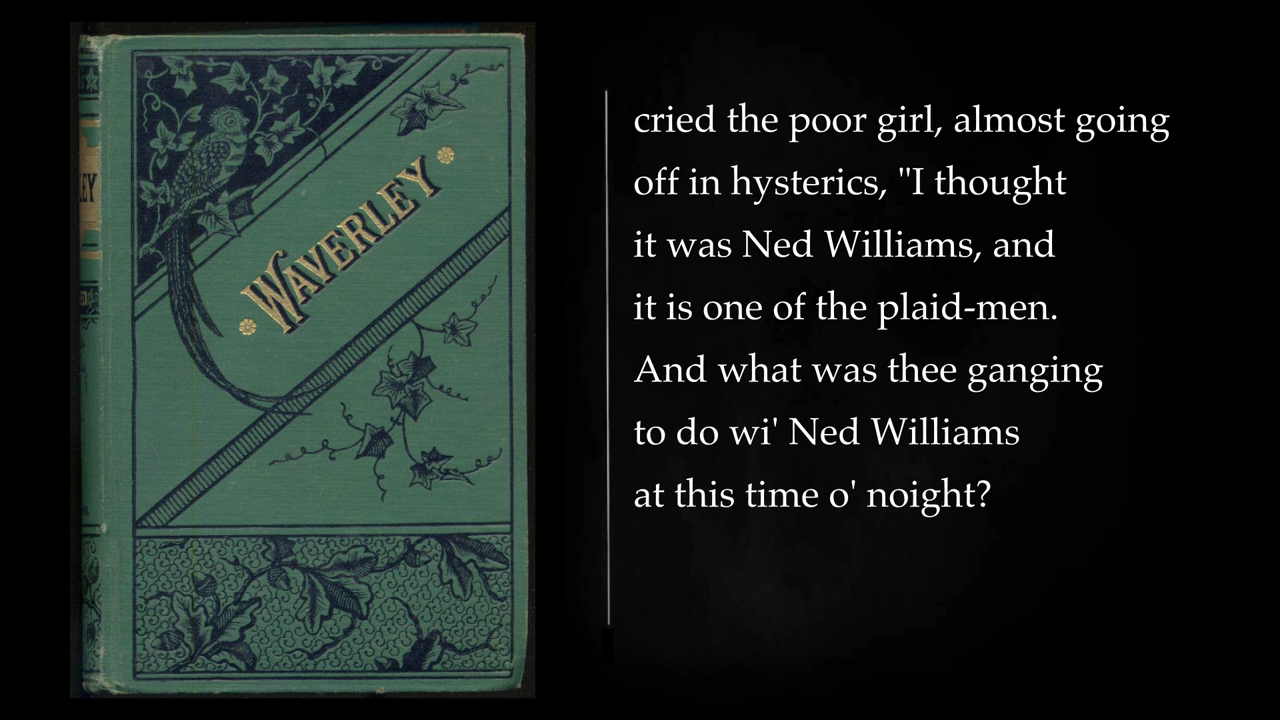 WAVERLEY
LEY
cried the poor girl, almost going
off in hysterics, "I thought
it was Ned Williams, and
it is one of the plaid-men.
And what was thee ganging
to do wi' Ned Williams
at this time o' noight?